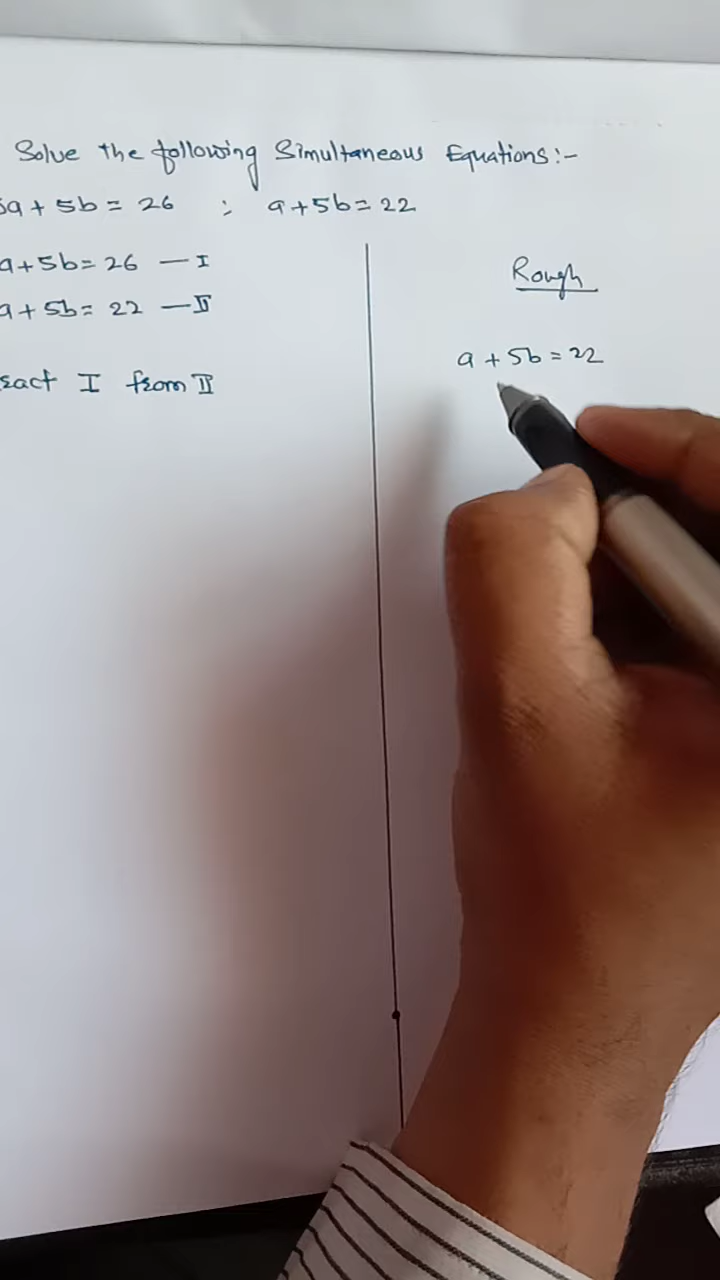 Solve the following Simultaneous Equations:-
a + 5b = 26 ; a+5b=22
a+5b= 26 — I
a + 5b= 22 — II
I from II
Rough
a + 5b = 22